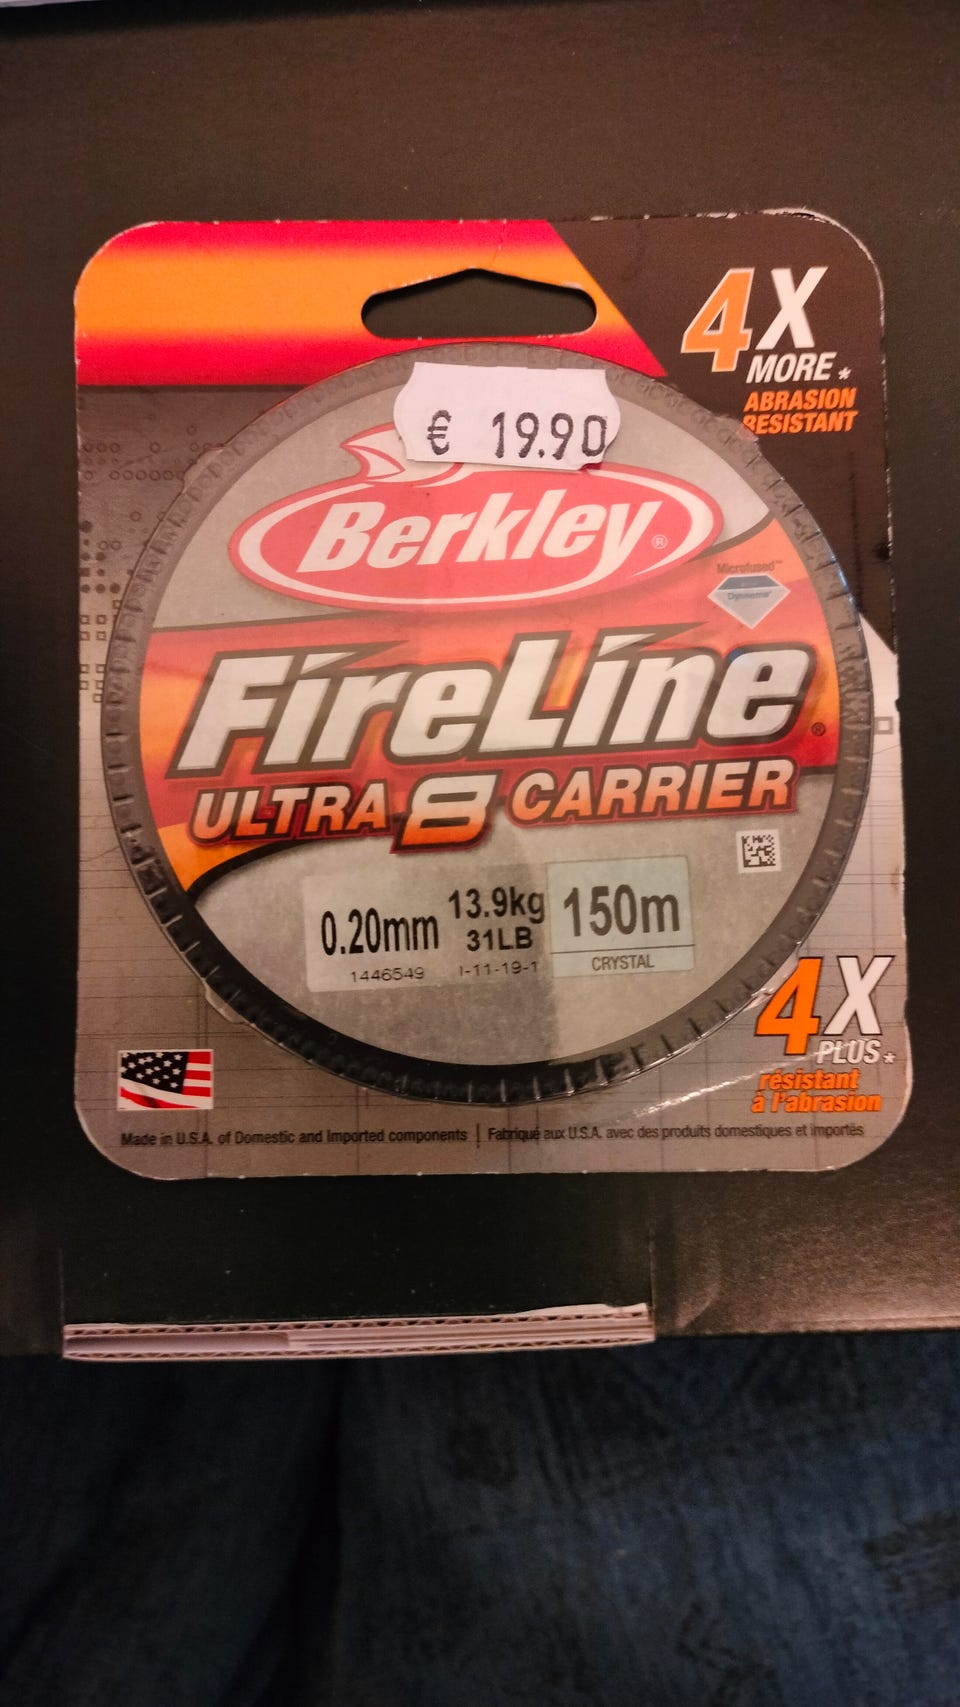 4X
MORE *
ABRASION
RESISTANT
€ 19.90
Berkley®
Microfused™
Dyneema®
FireLine®
ULTRA 8 CARRIER
0.20mm
13.9kg
31LB
150m
CRYSTAL
1446549
I-11-19-1
4X
PLUS *
résistant
à l'abrasion
Made in U.S.A. of Domestic and Imported components | Fabriqué aux U.S.A. avec des produits domestiques et importés